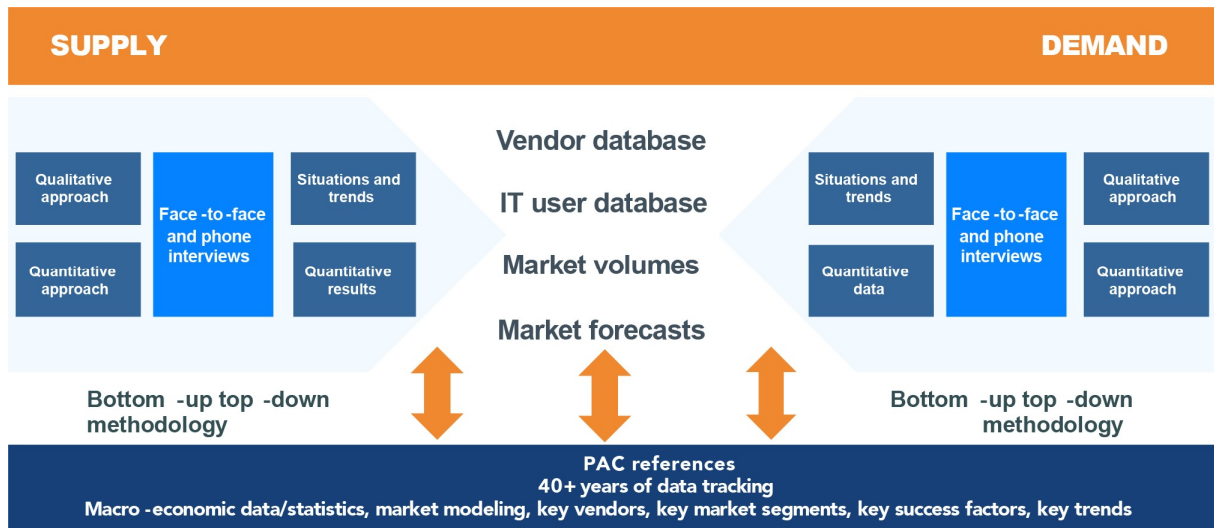 SUPPLY
DEMAND
Qualitative
approach
Quantitative
approach
Face -to -face
and phone
interviews
Situations and
trends
Quantitative
results
Vendor database
IT user database
Market volumes
Market forecasts
Situations and
trends
Quantitative
data
Face -to -face
and phone
interviews
Qualitative
approach
Quantitative
approach
Bottom -up top -down
methodology
Bottom -up top -down
methodology
PAC references
40+ years of data tracking
Macro -economic data/statistics, market modeling, key vendors, key market segments, key success factors, key trends